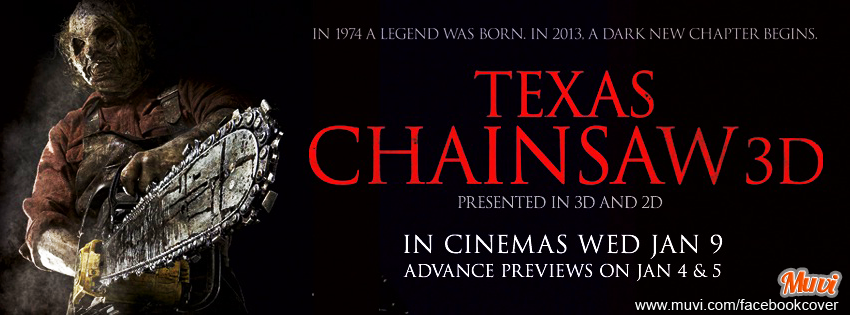 IN 1974 A LEGEND WAS BORN. IN 2013, A DARK NEW CHAPTER BEGINS.
TEXAS
CHAINSAW 3D
PRESENTED IN 3D AND 2D
IN CINEMAS WED JAN 9
ADVANCE PREVIEWS ON JAN 4 & 5
Muvi
www.muvi.com/facebookcover